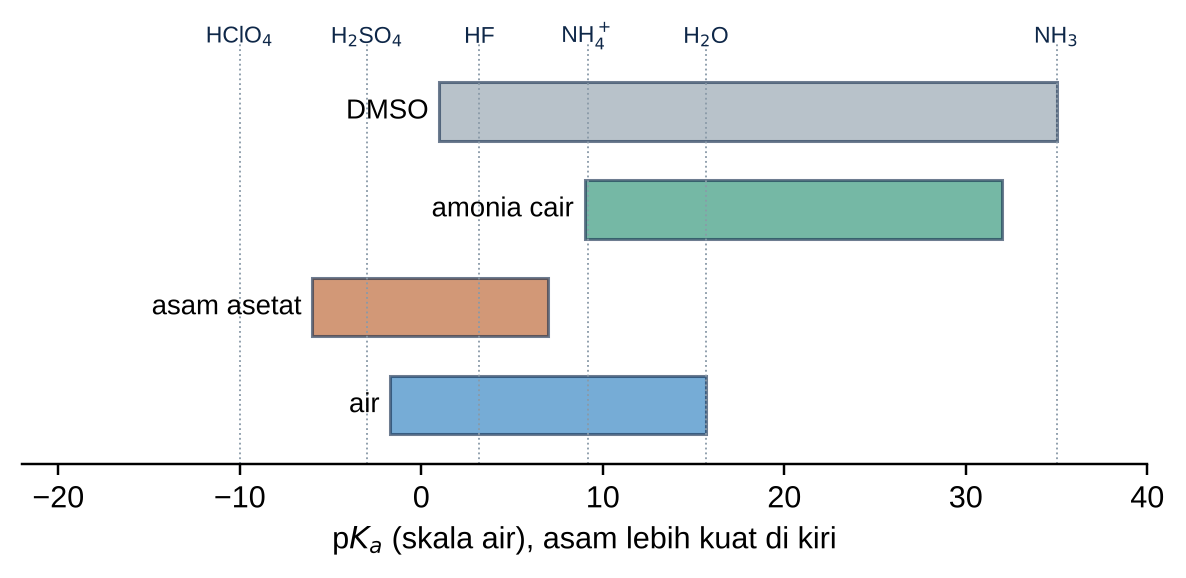 HClO₄ H₂SO₄ HF NH₄⁺ H₂O NH₃
DMSO
amonia cair
asam asetat
air
−20 −10 0 10 20 30 40
pKₐ (skala air), asam lebih kuat di kiri